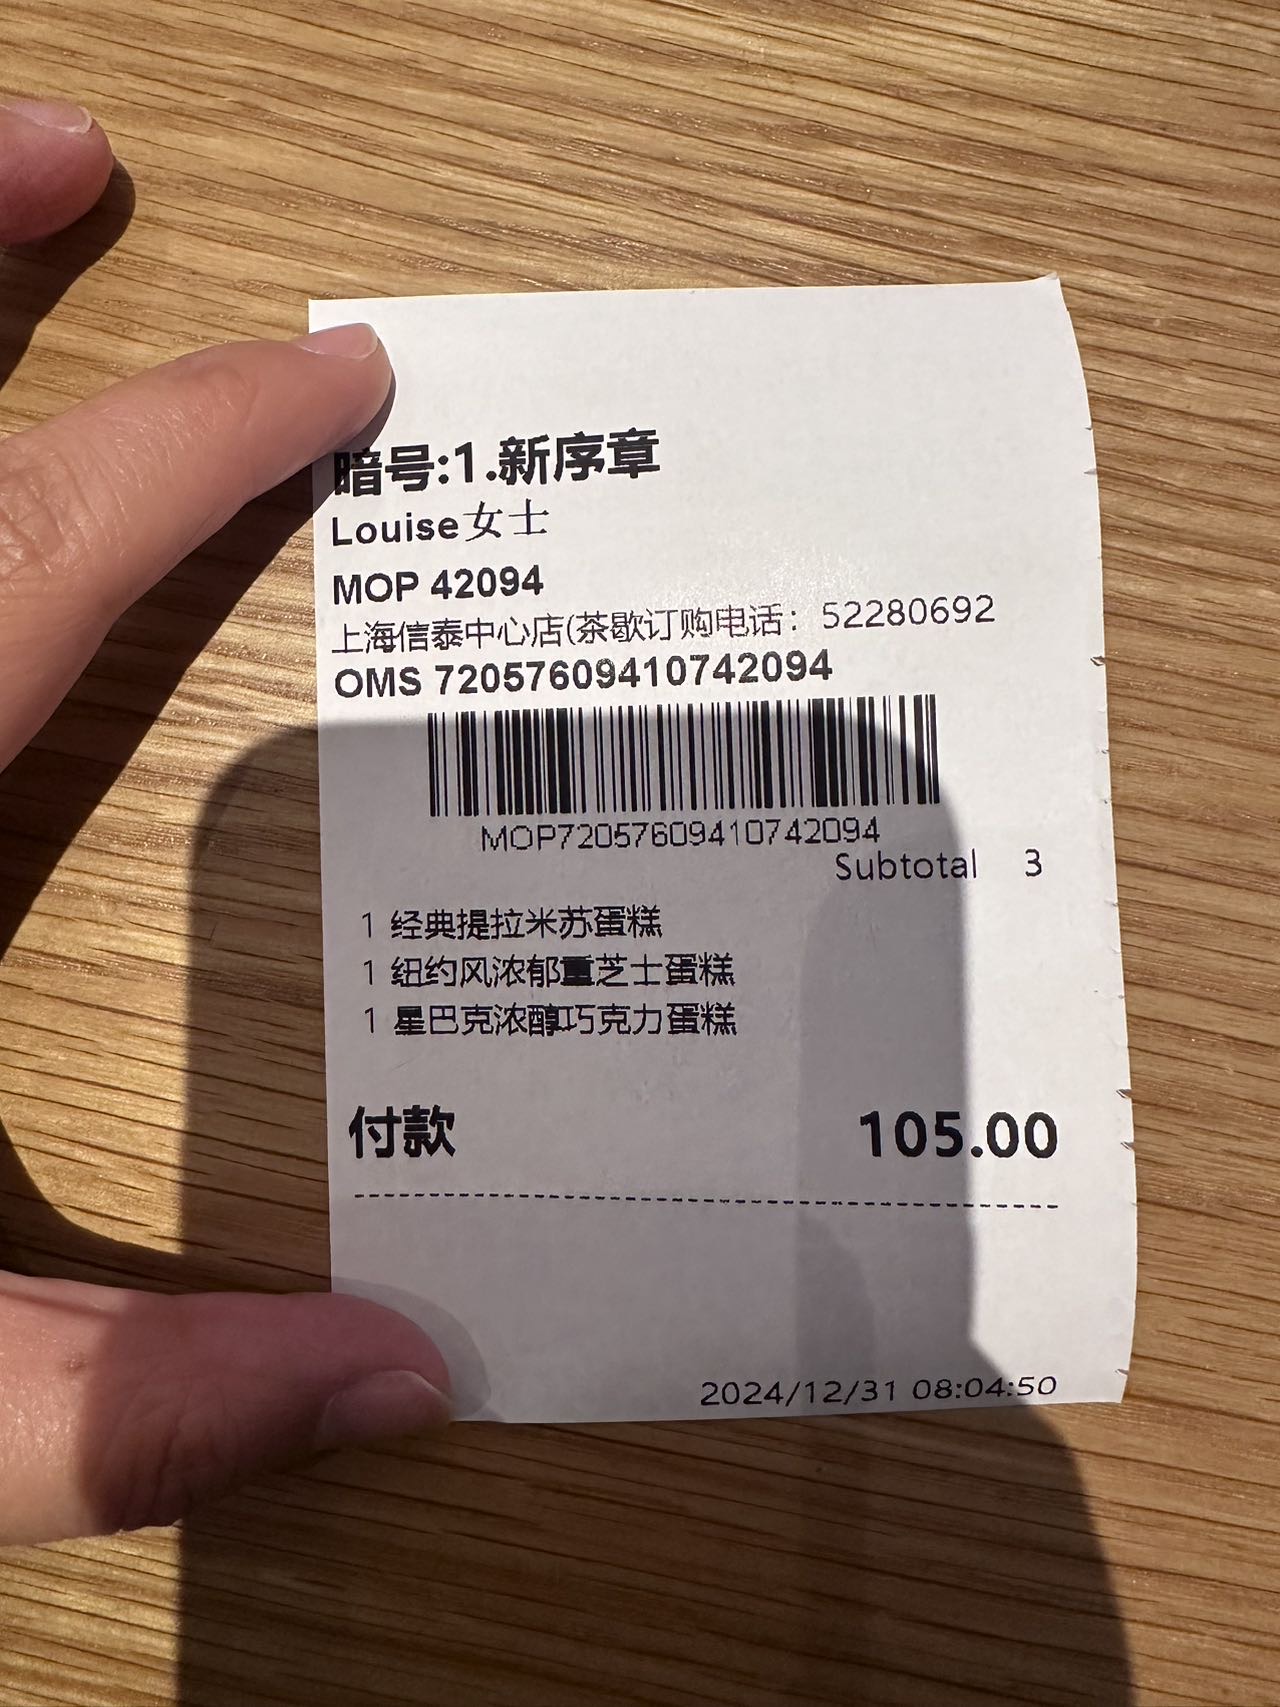 暗号:1.新序章
Louise女士
MOP 42094
上海信泰中心店(茶歇订购电话：52280692
OMS 72057609410742094
MOP72057609410742094
Subtotal 3
1 经典提拉米苏蛋糕
1 纽约风浓郁重芝士蛋糕
1 星巴克浓醇巧克力蛋糕
付款 105.00
2024/12/31 08:04:50